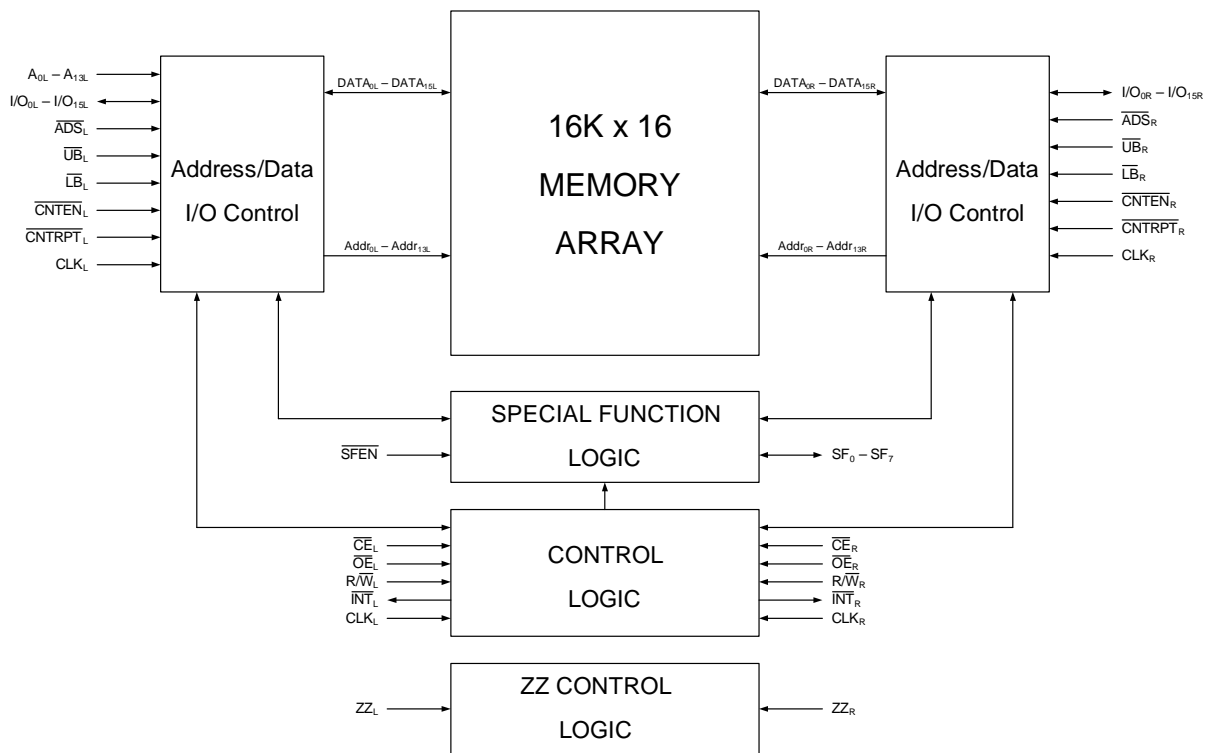 A0L – A13L
I/O0L – I/O15L
ADSL
UBL
LBL
CNTENL
CNTRPTL
CLKL
Address/Data
I/O Control
DATA0L – DATA15L
Addr0L – Addr13L
16K x 16
MEMORY
ARRAY
DATA0R – DATA15R
Addr0R – Addr13R
Address/Data
I/O Control
I/O0R – I/O15R
ADSR
UBR
LBR
CNTENR
CNTRPTR
CLKR
SPECIAL FUNCTION
LOGIC
SFEN
SF0 – SF7
CONTROL
LOGIC
CEL
OEL
R/WL
INTL
CLKL
CER
OER
R/WR
INTR
CLKR
ZZ CONTROL
LOGIC
ZZL
ZZR